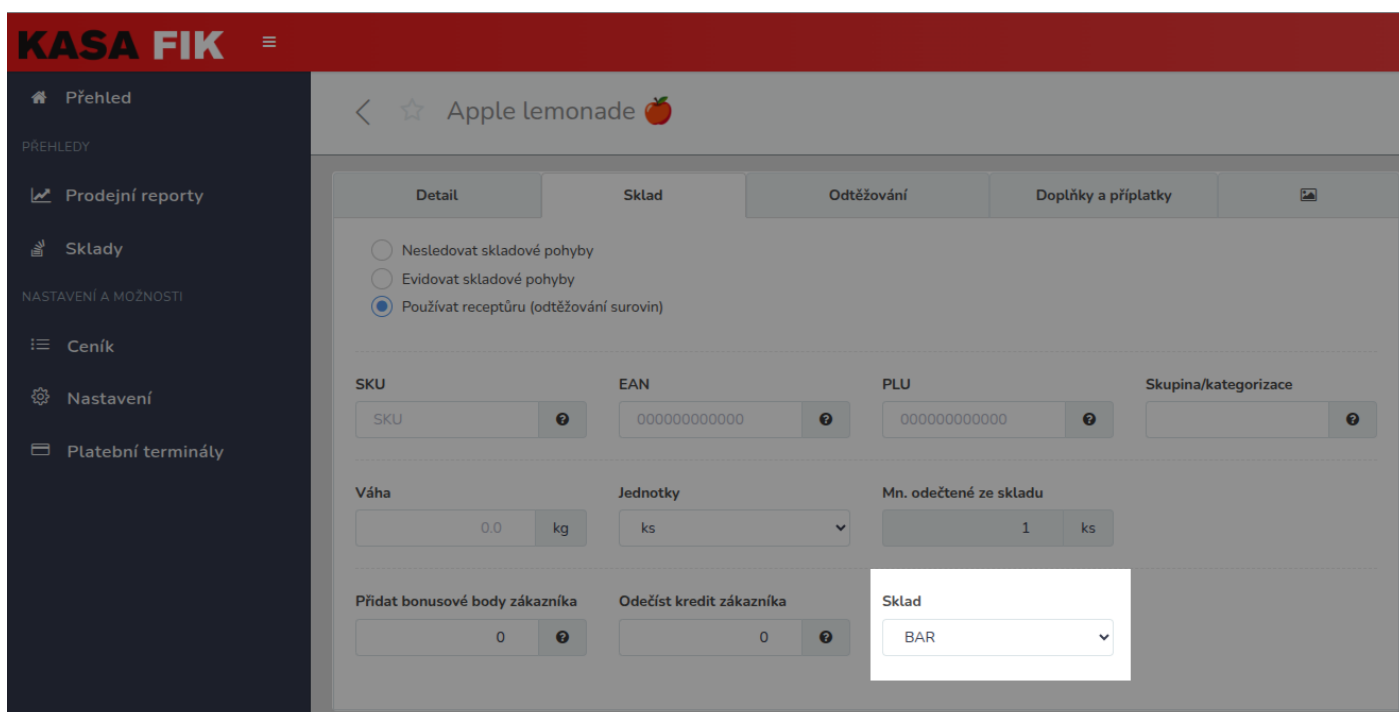 KASA FIK
Přehled
PŘEHLEDY
Prodejní reporty
Sklady
NASTAVENÍ A MOŽNOSTI
Ceník
Nastavení
Platební terminály
Apple lemonade
Detail Sklad Odtěžování Doplňky a příplatky
Nesledovat skladové pohyby
Evidovat skladové pohyby
Používat receptůru (odtěžování surovin)
SKU EAN PLU Skupina/kategorizace
SKU 000000000000 000000000000
Váha Jednotky Mn. odečtené ze skladu
0.0 kg ks 1 ks
Přidat bonusové body zákazníka Odečíst kredit zákazníka Sklad
0 0 BAR